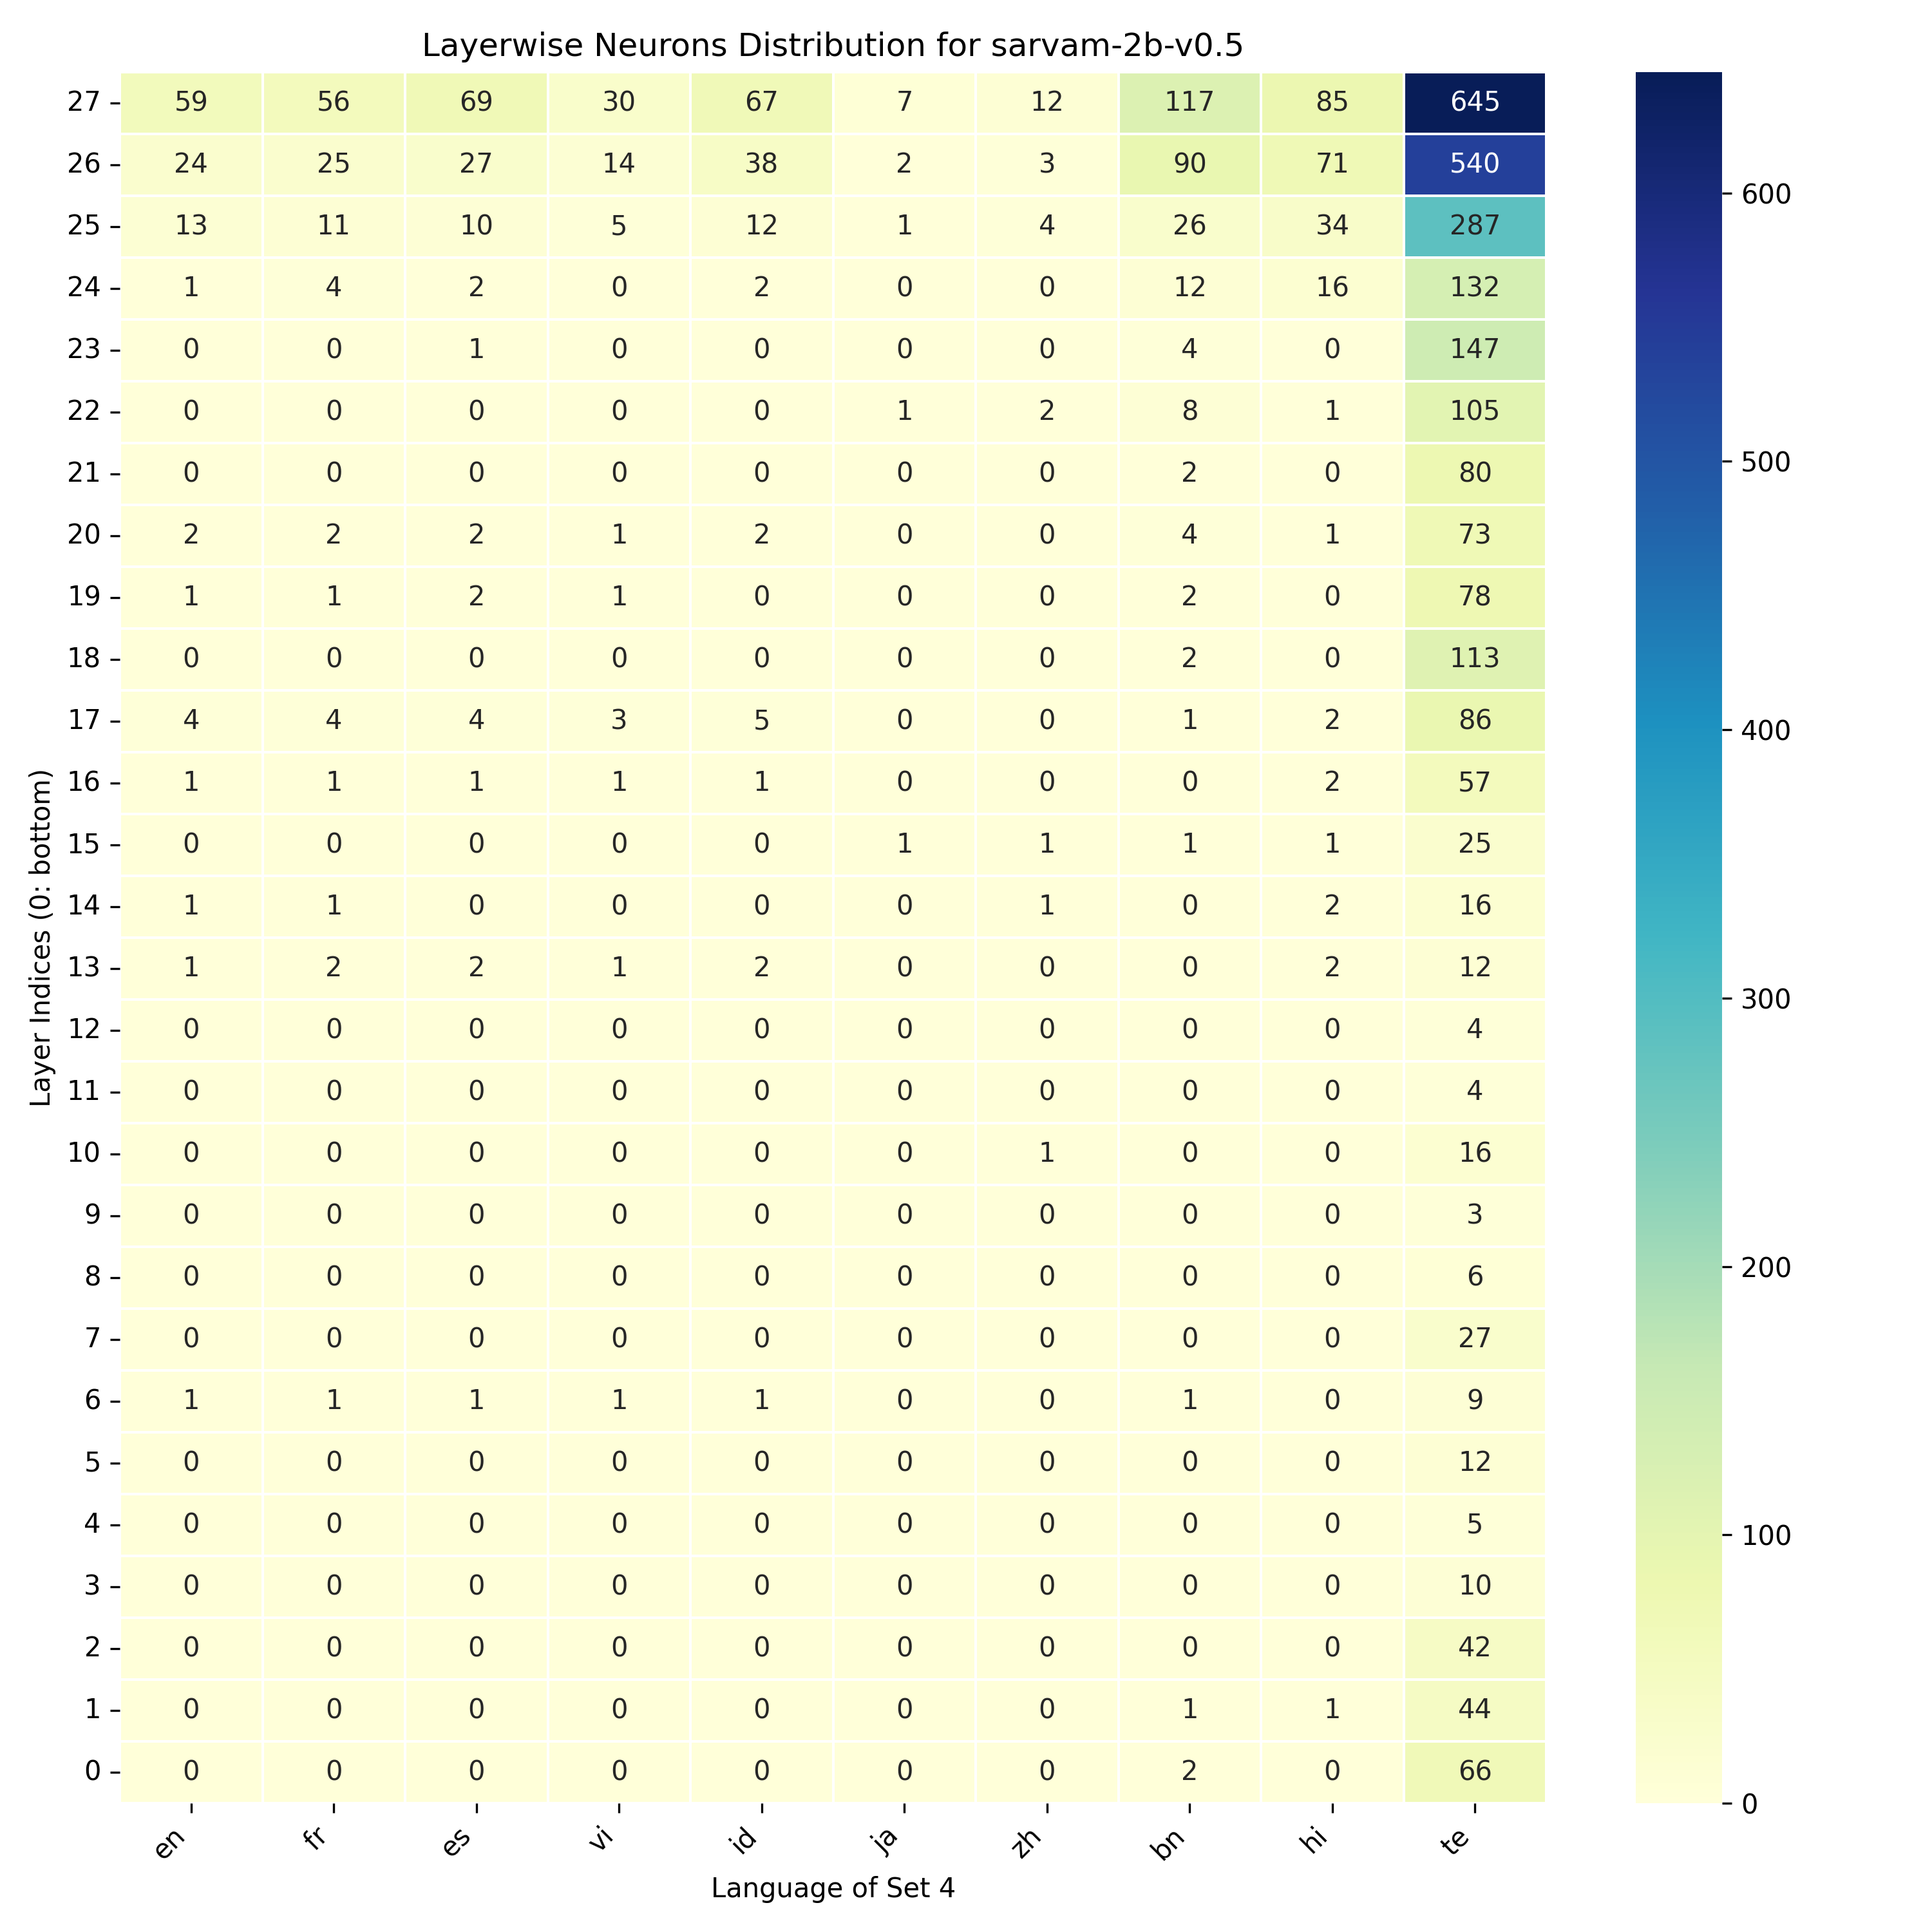 Layerwise Neurons Distribution for sarvam-2b-v0.5
27 59 56 69 30 67 7 12 117 85 645
26 24 25 27 14 38 2 3 90 71 540
25 13 11 10 5 12 1 4 26 34 287
24 1 4 2 0 2 0 0 12 16 132
23 0 0 1 0 0 0 0 4 0 147
22 0 0 0 0 0 1 2 8 1 105
21 0 0 0 0 0 0 0 2 0 80
20 2 2 2 1 2 0 0 4 1 73
19 1 1 2 1 0 0 0 2 0 78
18 0 0 0 0 0 0 0 2 0 113
17 4 4 4 3 5 0 0 1 2 86
16 1 1 1 1 1 0 0 0 2 57
15 0 0 0 0 0 1 1 1 1 25
14 1 1 0 0 0 0 1 0 2 16
13 1 2 2 1 2 0 0 0 2 12
12 0 0 0 0 0 0 0 0 0 4
11 0 0 0 0 0 0 0 0 0 4
10 0 0 0 0 0 0 1 0 0 16
9 0 0 0 0 0 0 0 0 0 3
8 0 0 0 0 0 0 0 0 0 6
7 0 0 0 0 0 0 0 0 0 27
6 1 1 1 1 1 0 0 1 0 9
5 0 0 0 0 0 0 0 0 0 12
4 0 0 0 0 0 0 0 0 0 5
3 0 0 0 0 0 0 0 0 0 10
2 0 0 0 0 0 0 0 0 0 42
1 0 0 0 0 0 0 0 1 1 44
0 0 0 0 0 0 0 0 2 0 66
en fr es vi id ja zh bn hi te
Language of Set 4
Layer Indices (0: bottom)
600
500
400
300
200
100
0